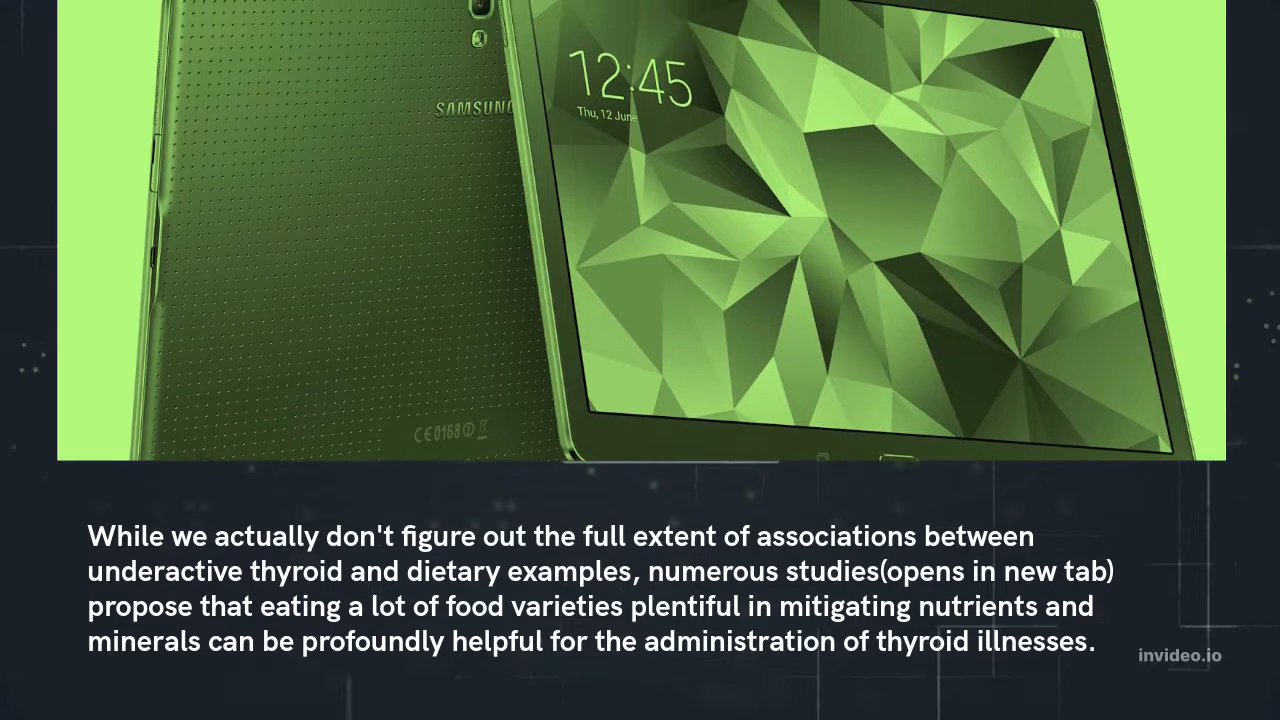 SAMSUNG
12:45
Thu, 12 June
12:45
CE0168
While we actually don't figure out the full extent of associations between
underactive thyroid and dietary examples, numerous studies(opens in new tab)
propose that eating a lot of food varieties plentiful in mitigating nutrients and
minerals can be profoundly helpful for the administration of thyroid illnesses.
invideo.io